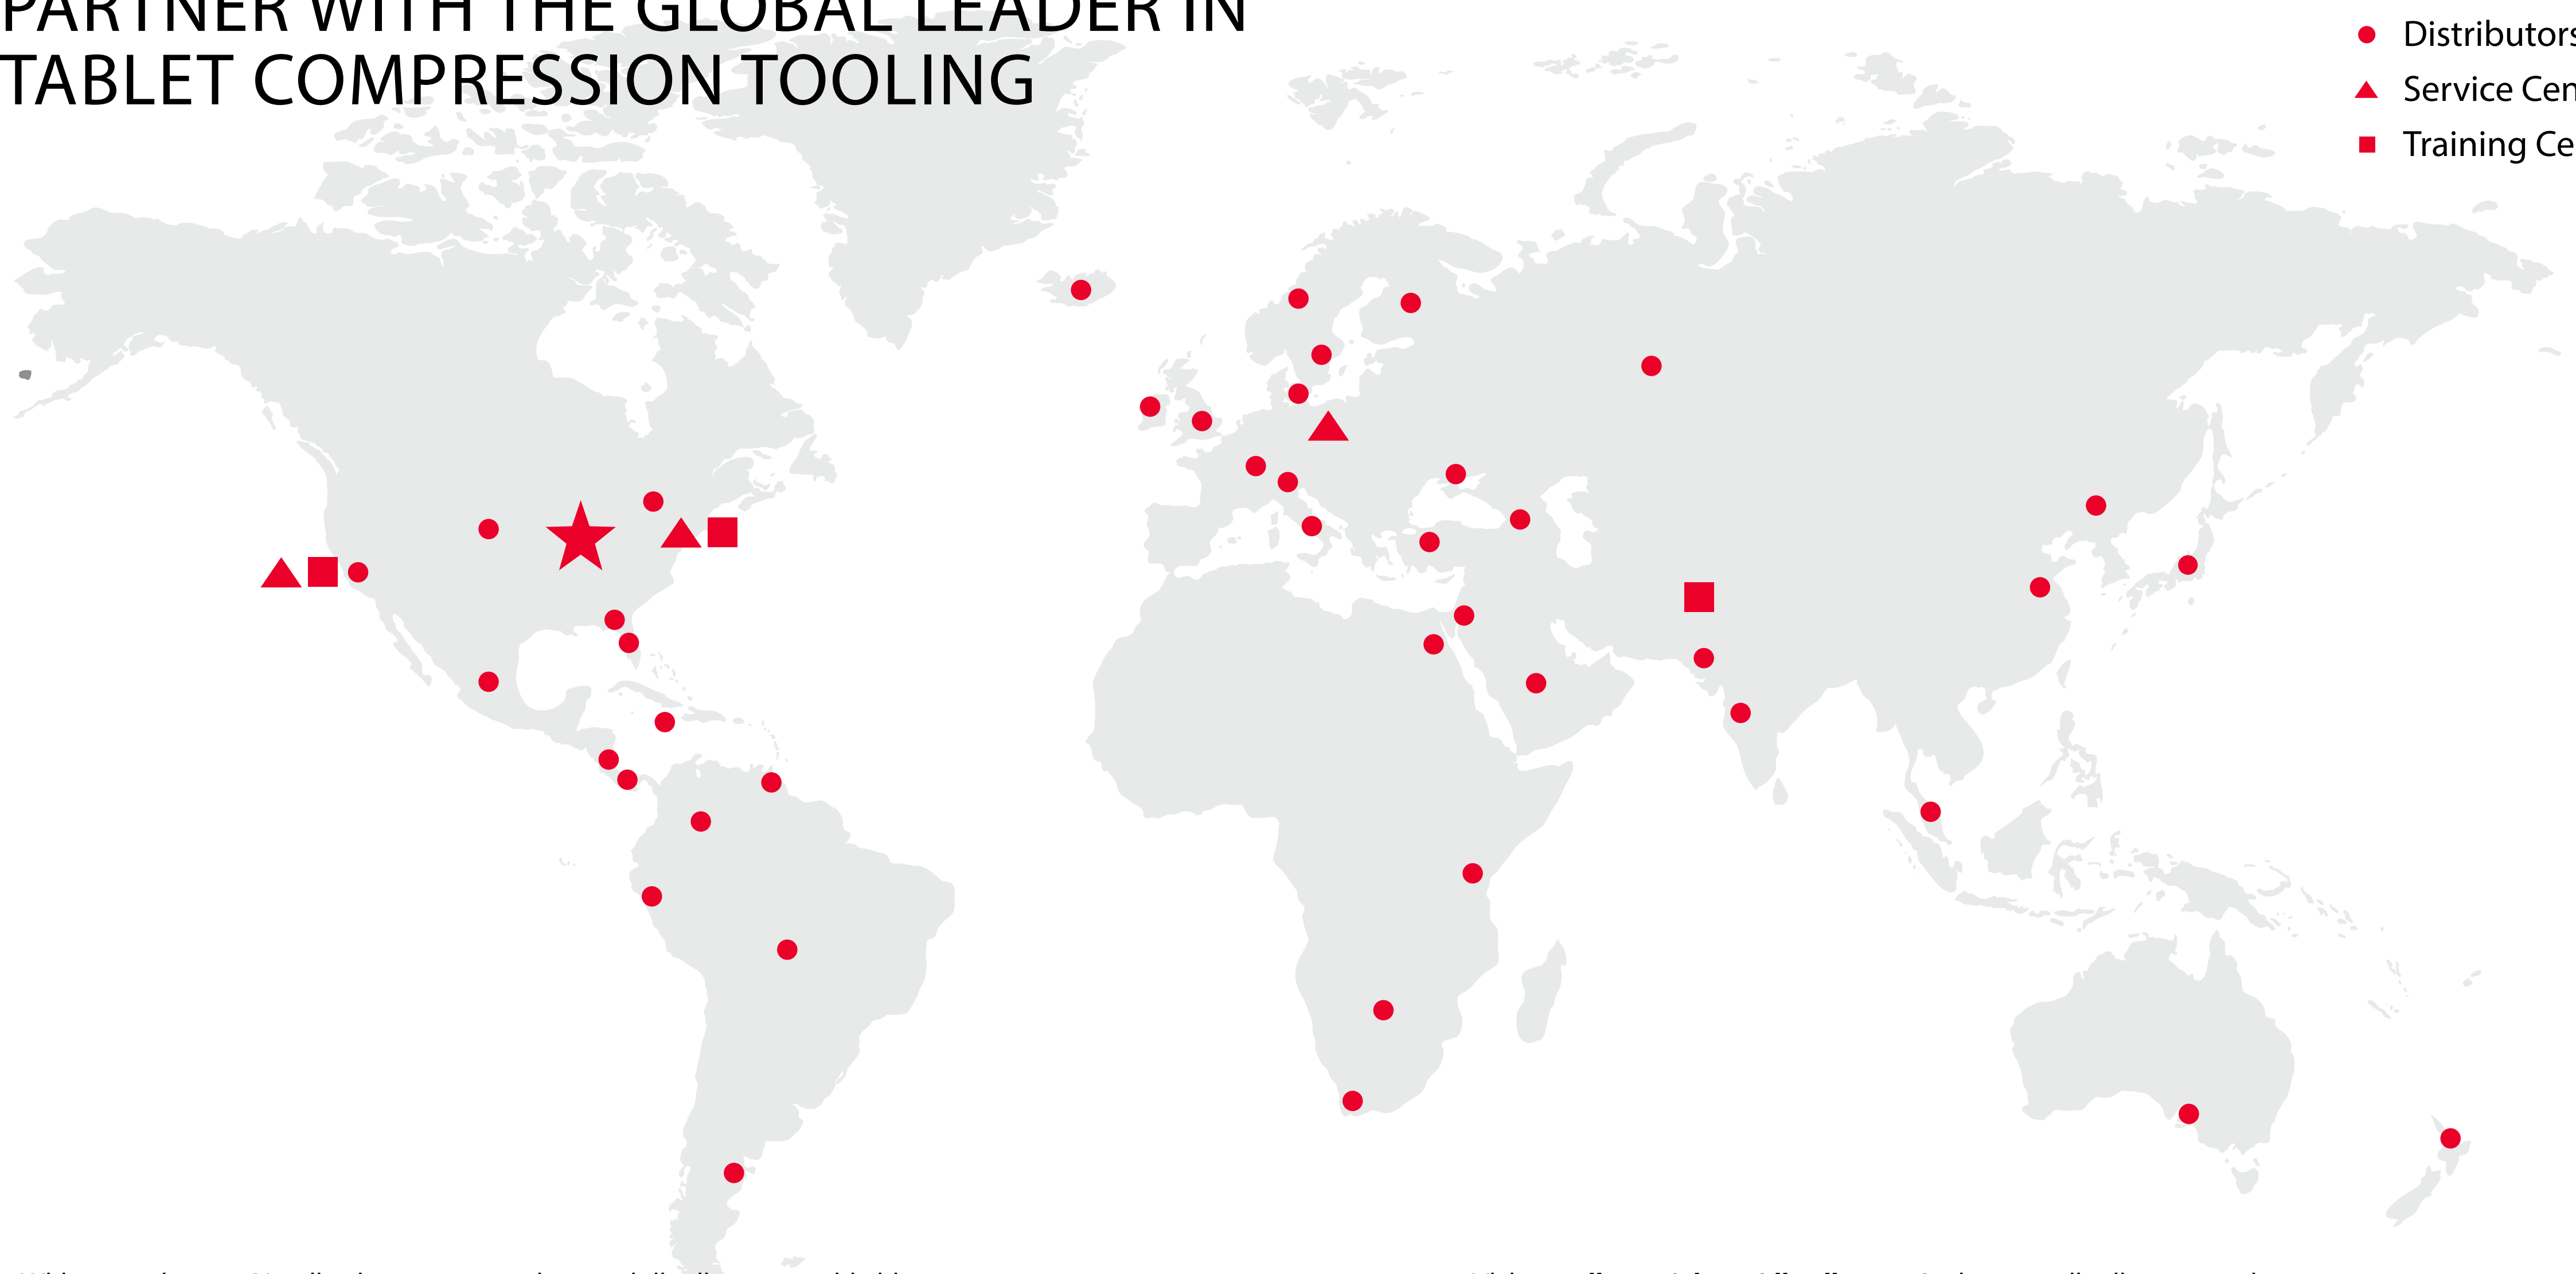 PARTNER WITH THE GLOBAL LEADER IN
TABLET COMPRESSION TOOLING
Distributors
Service Cen
Training Ce